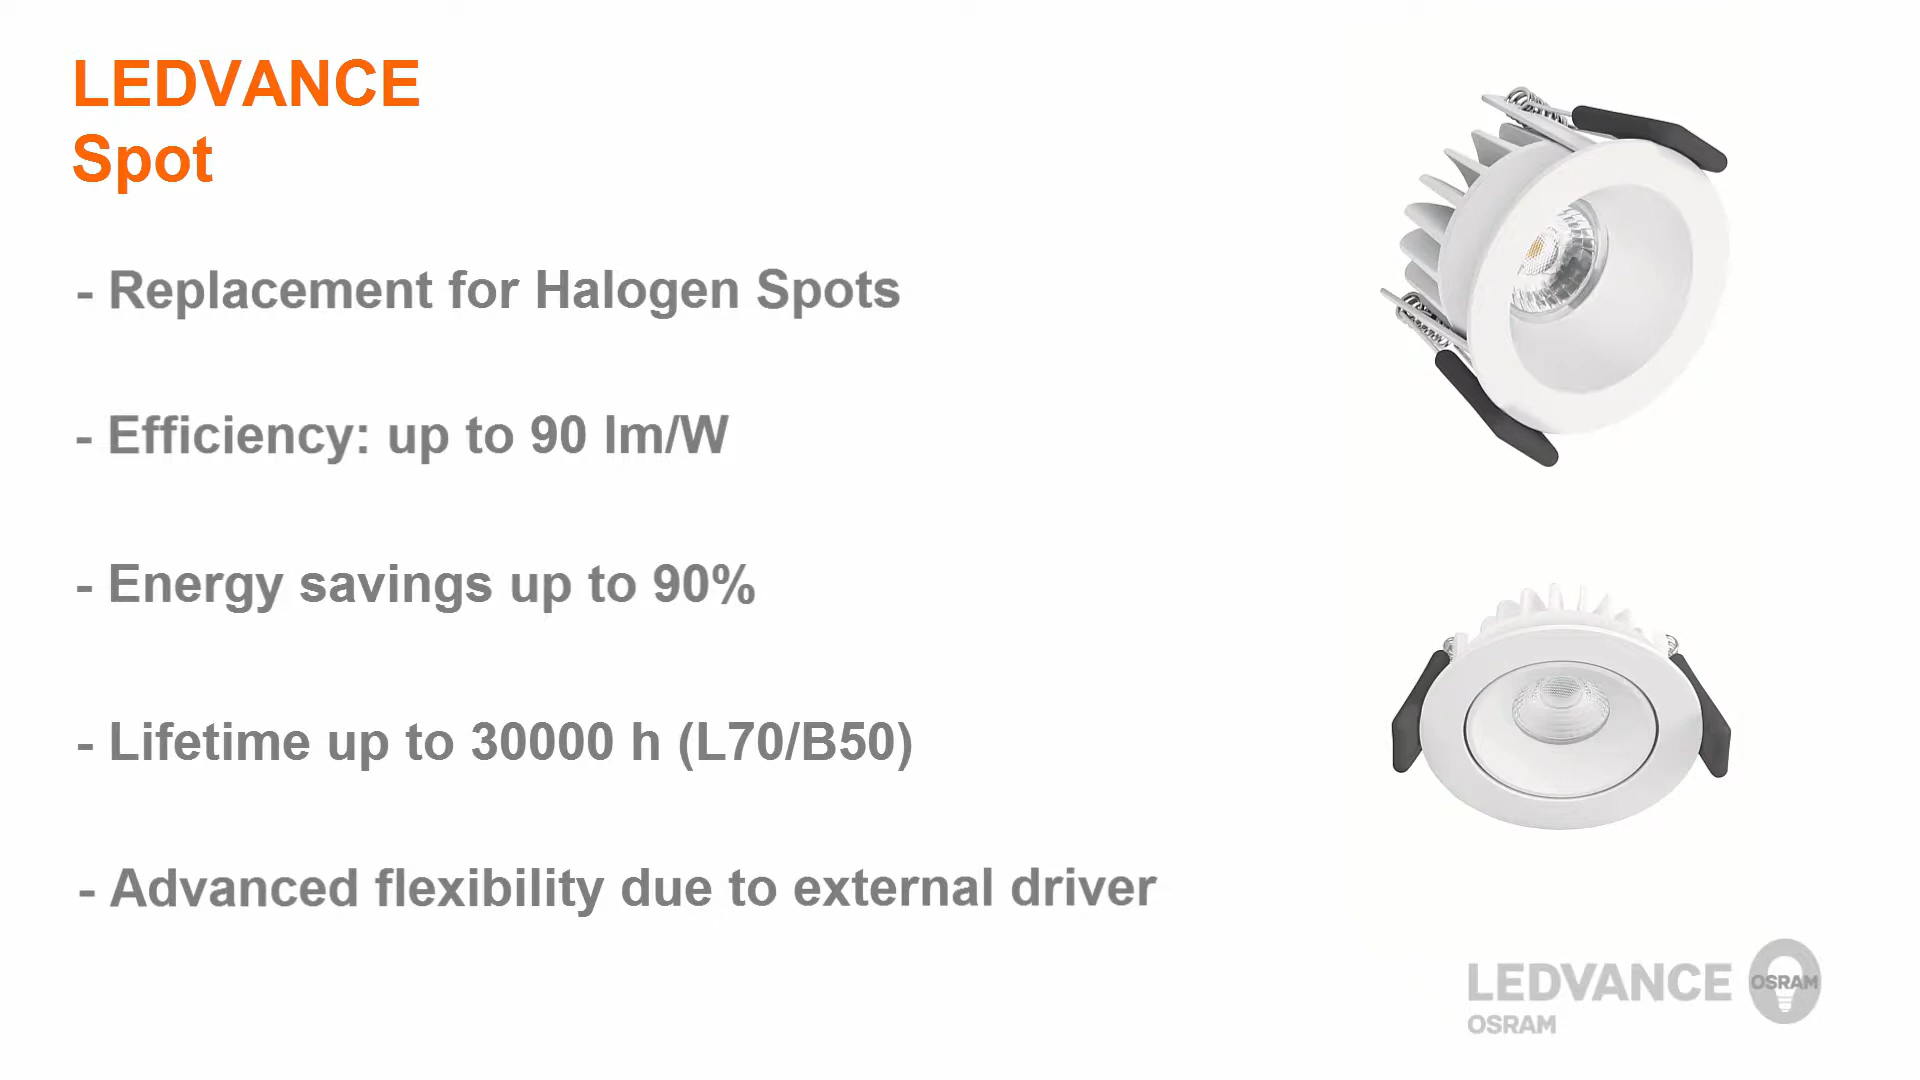 LEDVANCE
Spot
- Replacement for Halogen Spots
- Efficiency: up to 90 lm/W
- Energy savings up to 90%
- Lifetime up to 30000 h (L70/B50)
- Advanced flexibility due to external driver
LEDVANCE
OSRAM
OSRAM